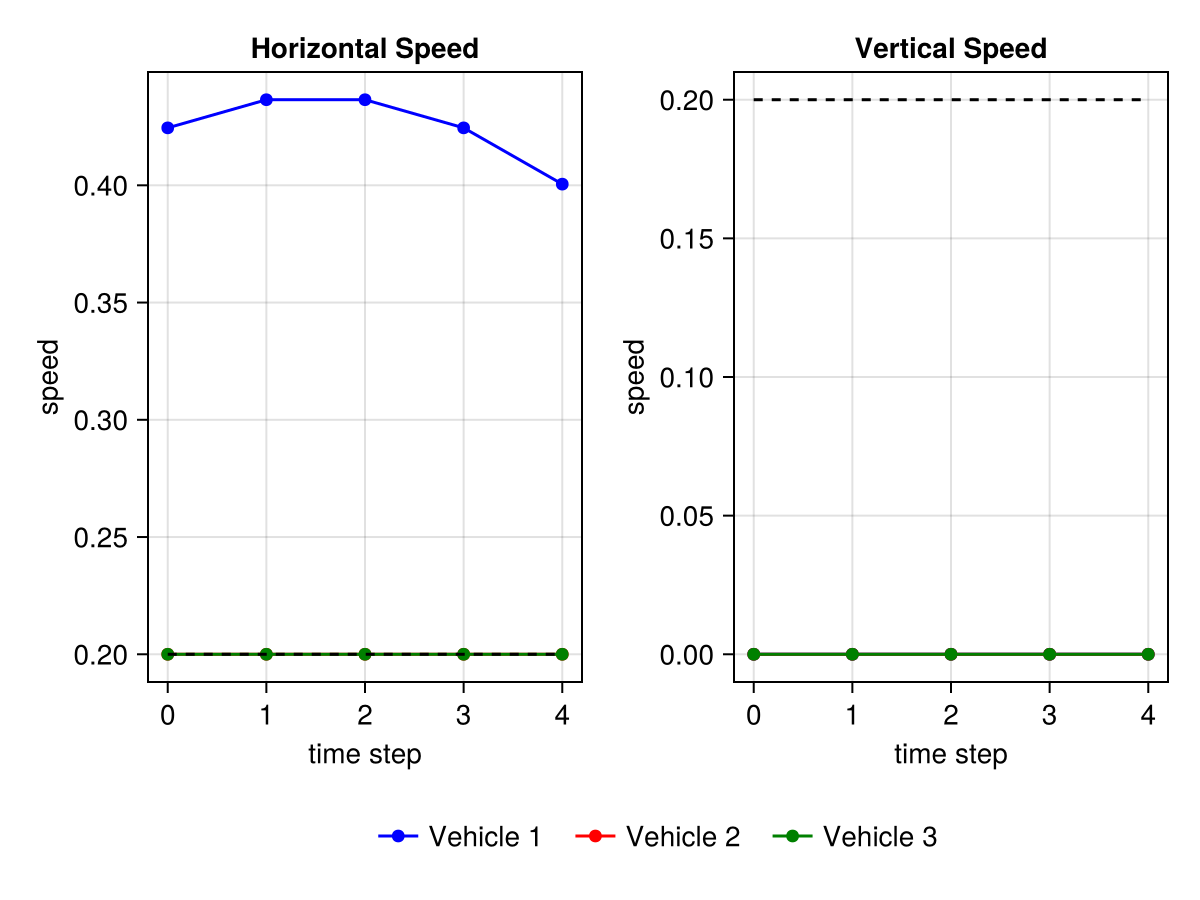 Horizontal Speed
0.40
0.35
0.30
0.25
0.20
speed
0 1 2 3 4
time step
Vertical Speed
0.20
0.15
0.10
0.05
0.00
speed
0 1 2 3 4
time step
Vehicle 1 Vehicle 2 Vehicle 3